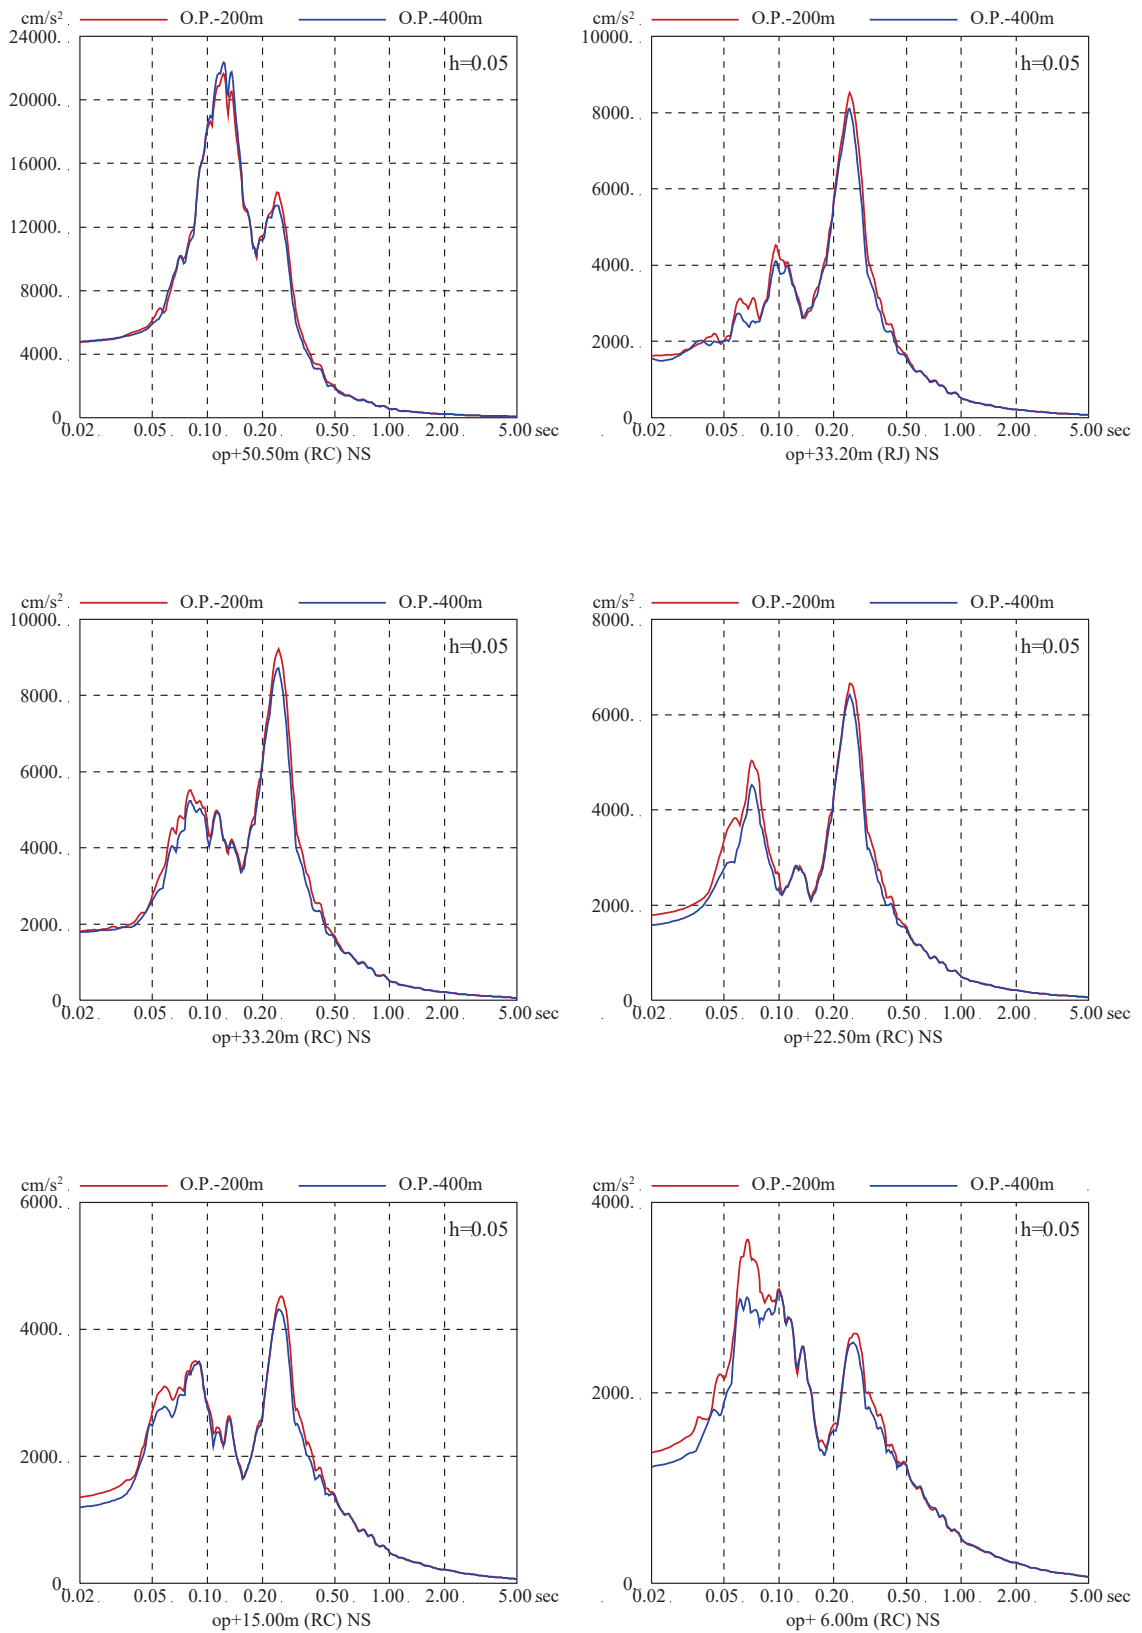 cm/s² O.P.-200m O.P.-400m
24000.
h=0.05
20000.
16000.
12000.
8000.
4000.
0.
0.02 0.05 0.10 0.20 0.50 1.00 2.00 5.00 sec
op+50.50m (RC) NS
cm/s² O.P.-200m O.P.-400m
10000.
h=0.05
8000.
6000.
4000.
2000.
0.
0.02 0.05 0.10 0.20 0.50 1.00 2.00 5.00 sec
op+33.20m (RJ) NS
cm/s² O.P.-200m O.P.-400m
10000.
h=0.05
8000.
6000.
4000.
2000.
0.
0.02 0.05 0.10 0.20 0.50 1.00 2.00 5.00 sec
op+33.20m (RC) NS
cm/s² O.P.-200m O.P.-400m
8000.
h=0.05
6000.
4000.
2000.
0.
0.02 0.05 0.10 0.20 0.50 1.00 2.00 5.00 sec
op+22.50m (RC) NS
cm/s² O.P.-200m O.P.-400m
6000.
h=0.05
4000.
2000.
0.
0.02 0.05 0.10 0.20 0.50 1.00 2.00 5.00 sec
op+15.00m (RC) NS
cm/s² O.P.-200m O.P.-400m
4000.
h=0.05
2000.
0.
0.02 0.05 0.10 0.20 0.50 1.00 2.00 5.00 sec
op+ 6.00m (RC) NS